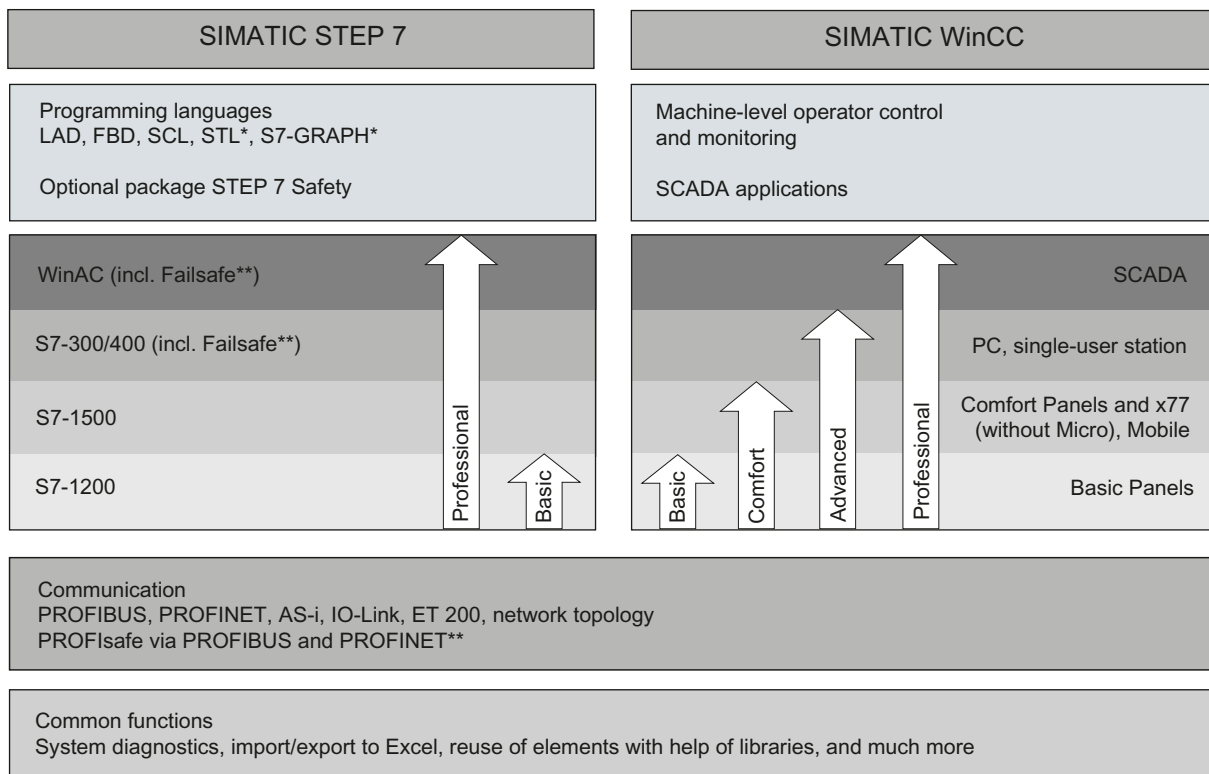 SIMATIC STEP 7
Programming languages
LAD, FBD, SCL, STL*, S7-GRAPH*
Optional package STEP 7 Safety
WinAC (incl. Failsafe**)
S7-300/400 (incl. Failsafe**)
S7-1500
S7-1200
Professional
Basic
SIMATIC WinCC
Machine-level operator control
and monitoring
SCADA applications
Basic
Comfort
Advanced
Professional
SCADA
PC, single-user station
Comfort Panels and x77
(without Micro), Mobile
Basic Panels
Communication
PROFIBUS, PROFINET, AS-i, IO-Link, ET 200, network topology
PROFIsafe via PROFIBUS and PROFINET**
Common functions
System diagnostics, import/export to Excel, reuse of elements with help of libraries, and much more